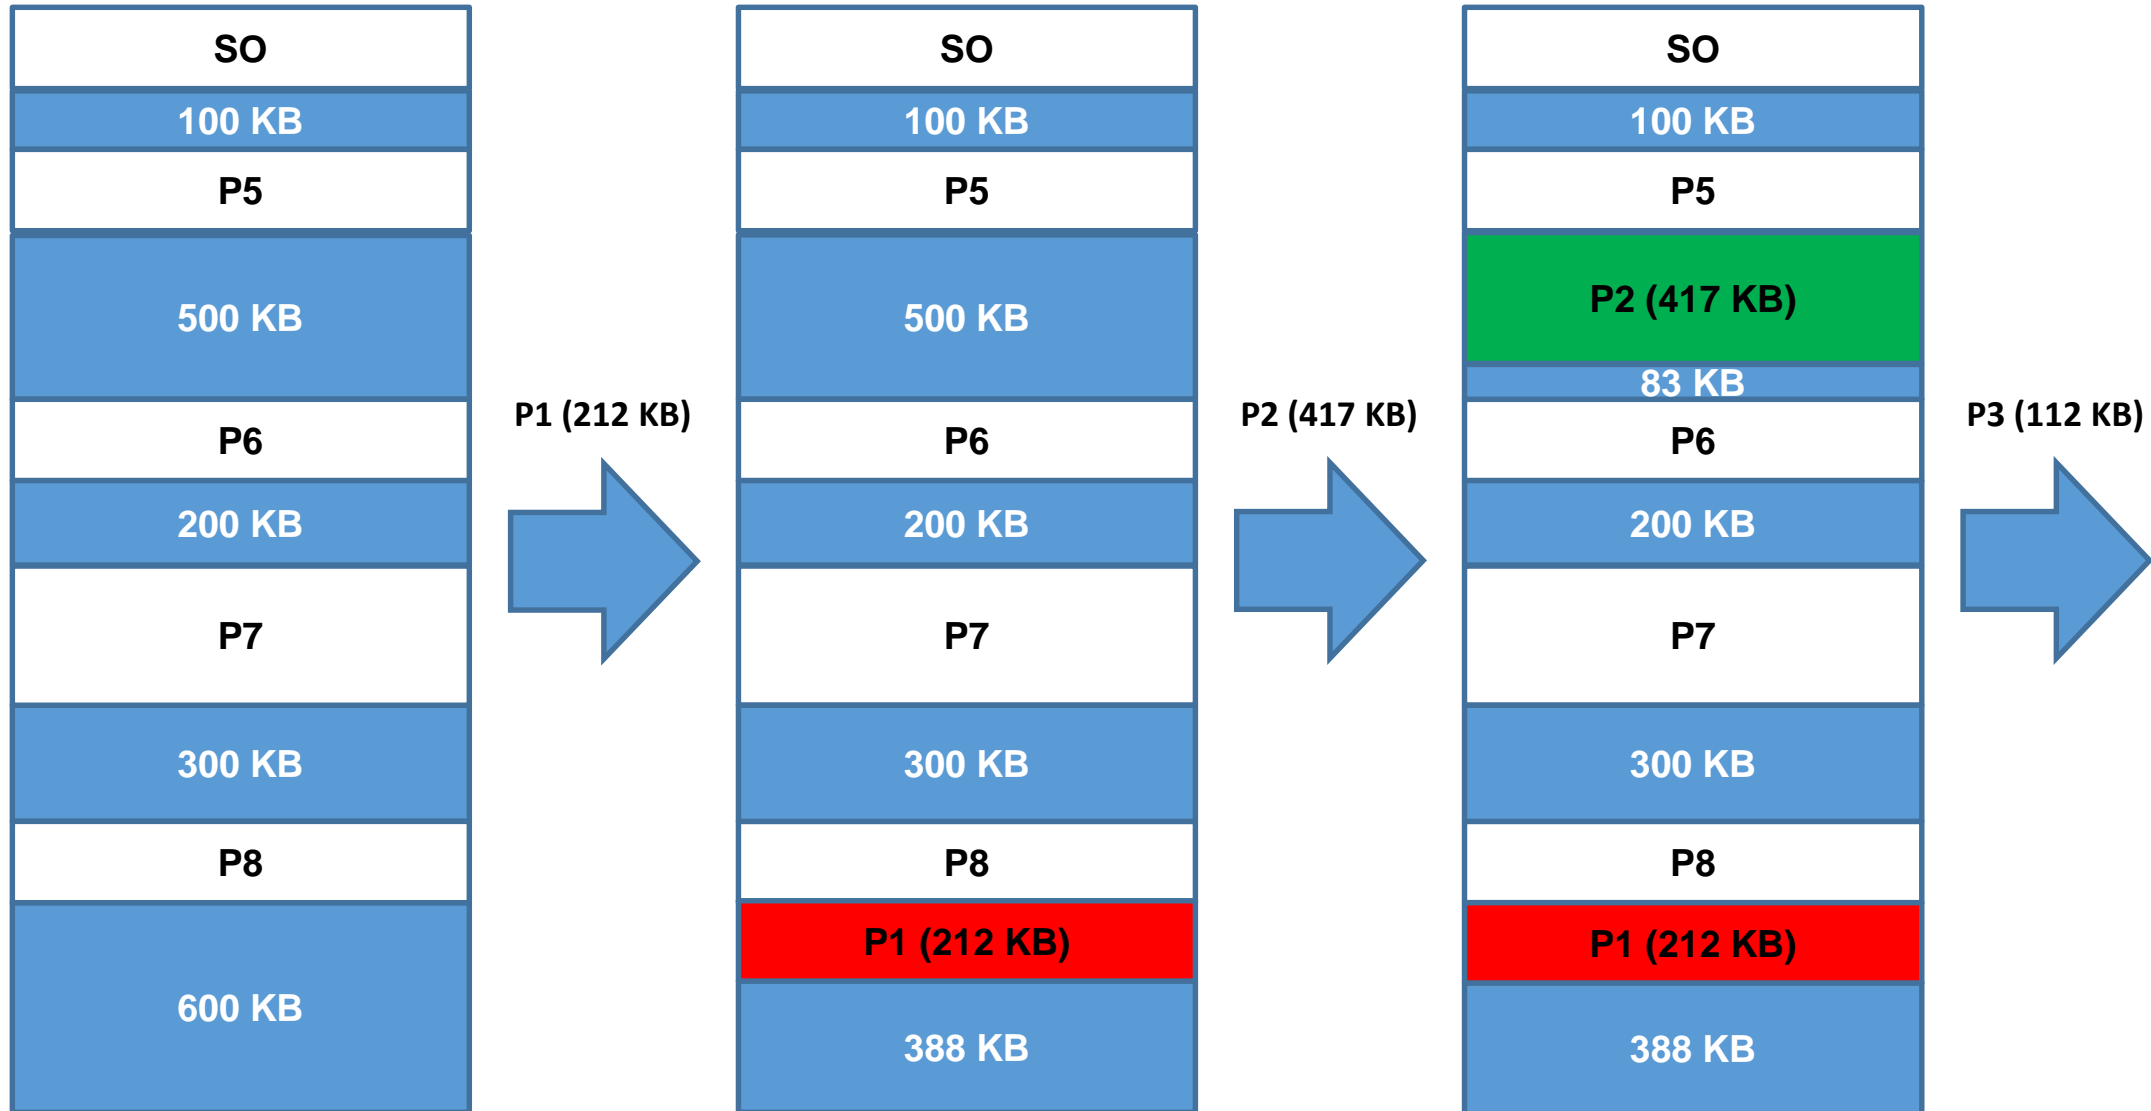 SO
100 KB
P5
500 KB
P6
200 KB
P7
300 KB
P8
600 KB
P1 (212 KB)
SO
100 KB
P5
500 KB
P6
200 KB
P7
300 KB
P8
P1 (212 KB)
388 KB
P2 (417 KB)
SO
100 KB
P5
P2 (417 KB)
83 KB
P6
200 KB
P7
300 KB
P8
P1 (212 KB)
388 KB
P3 (112 KB)